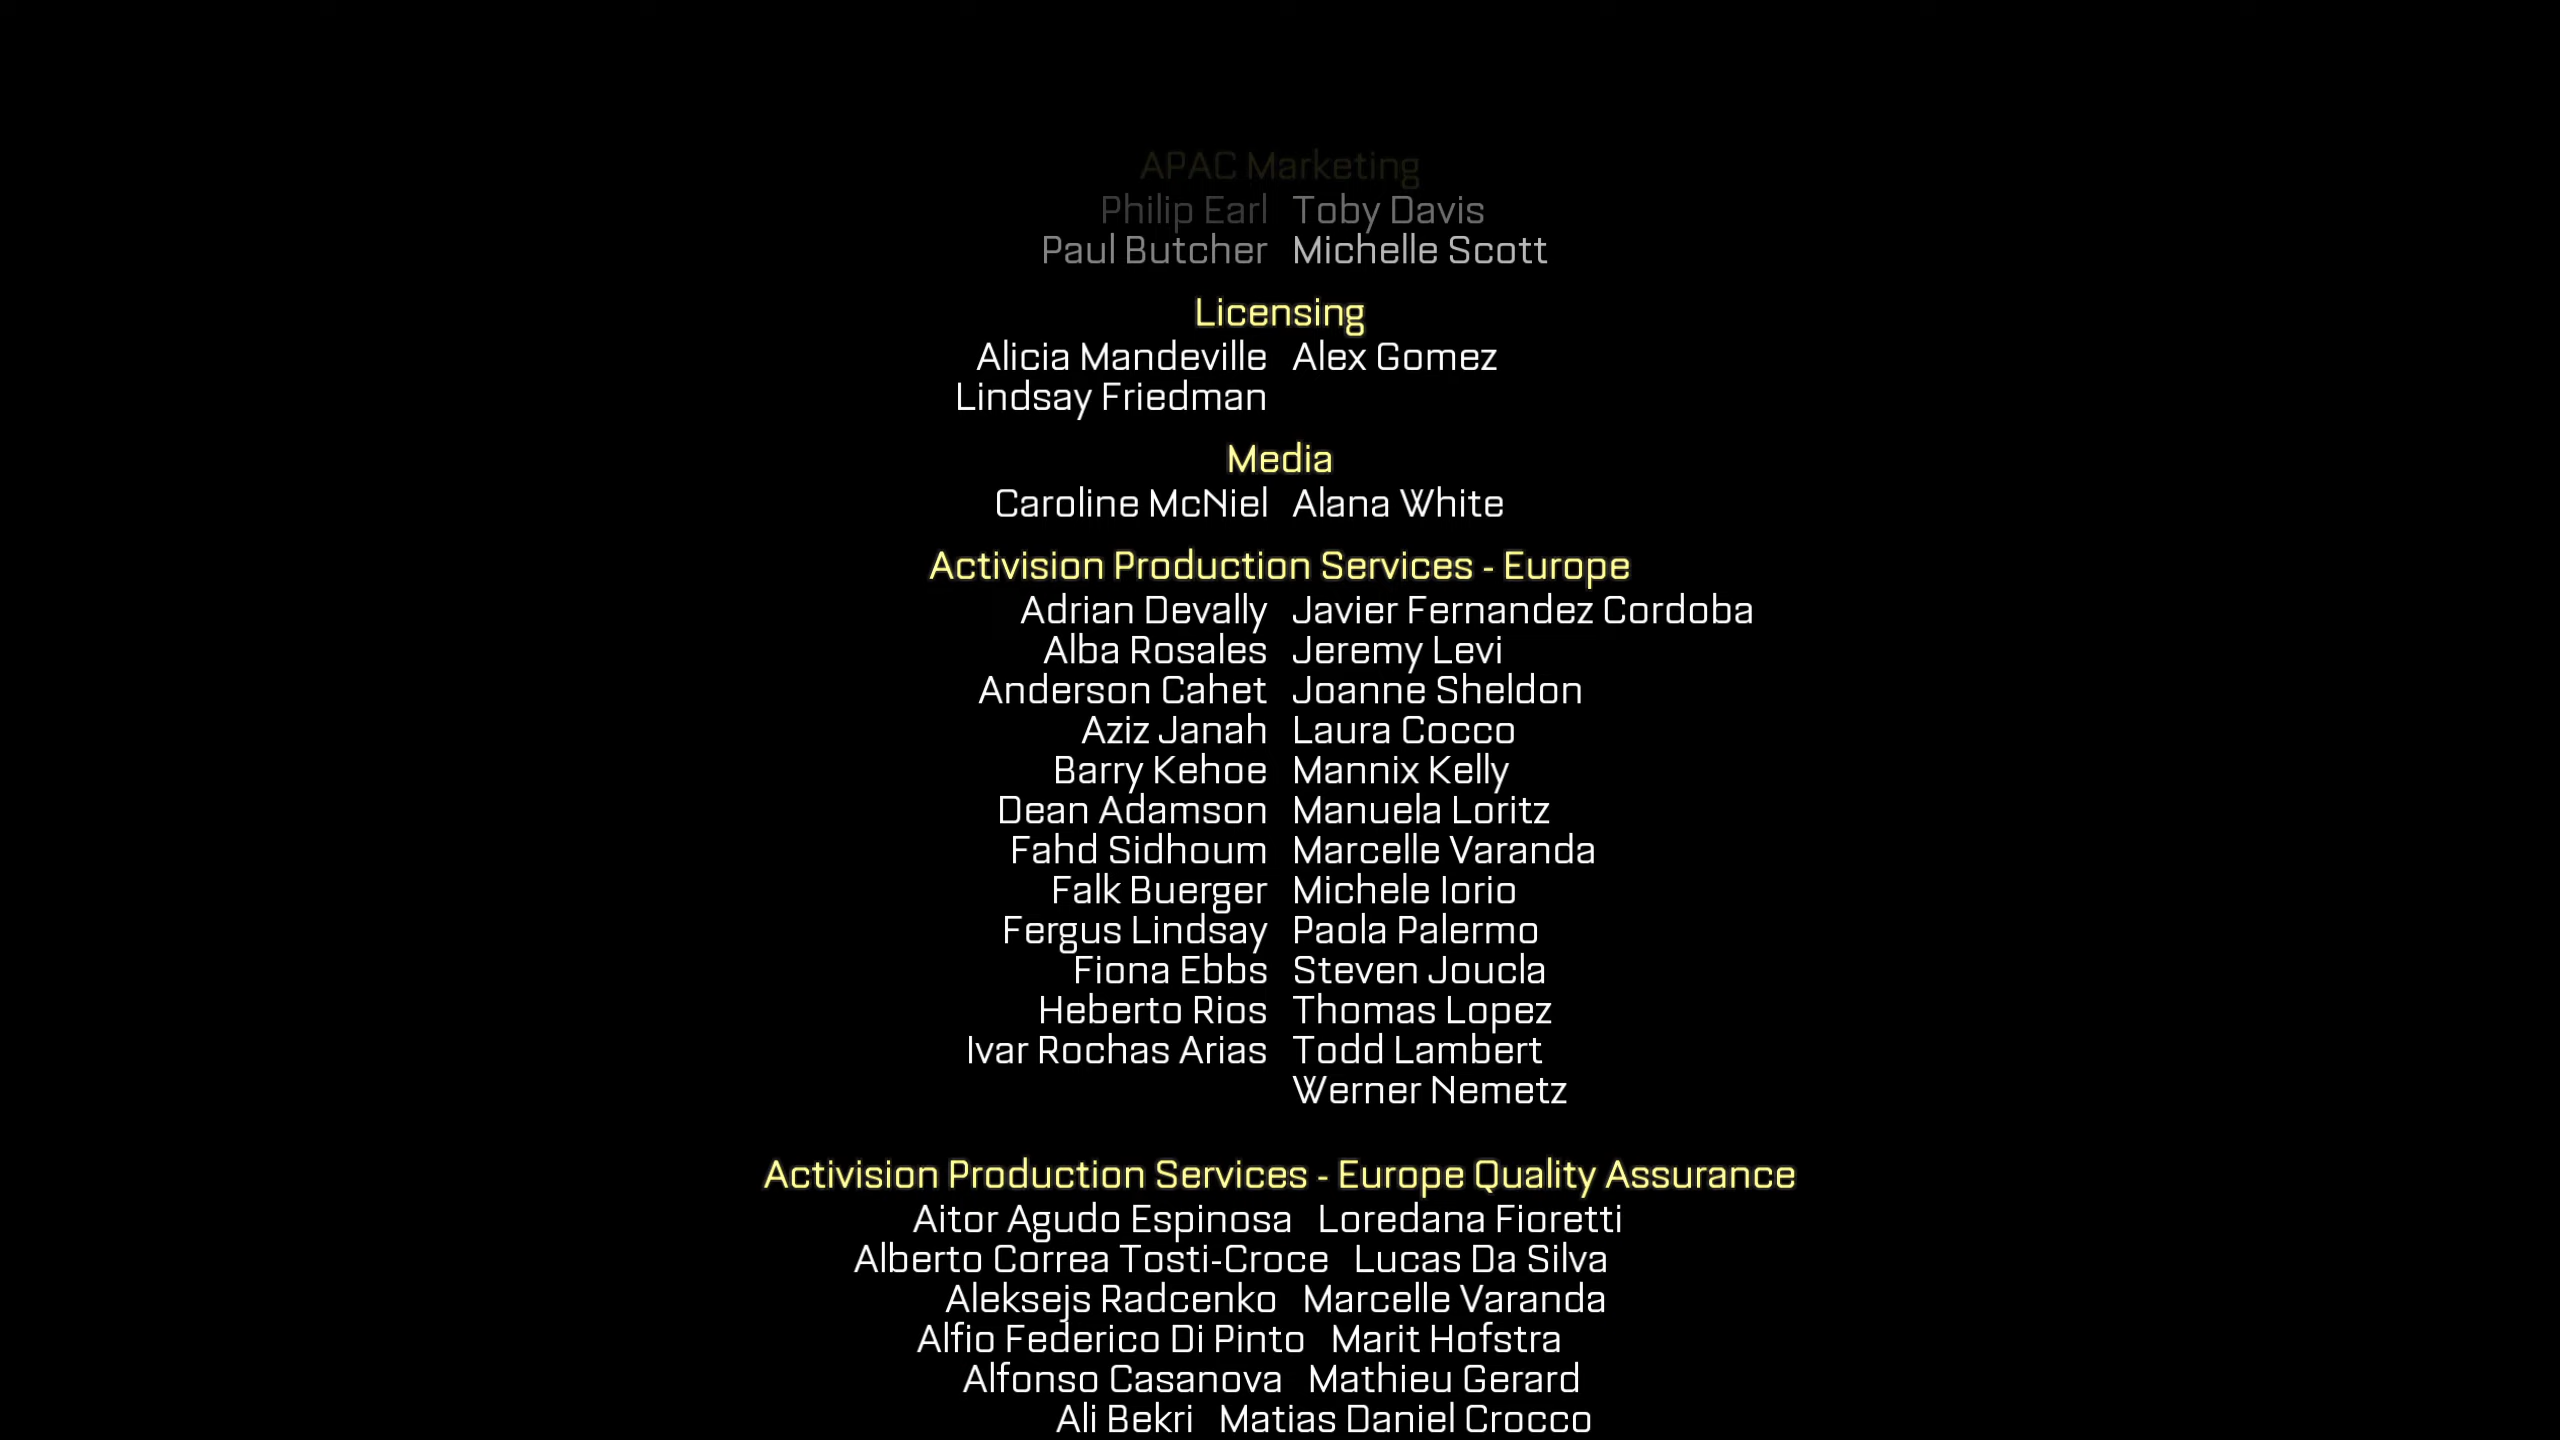 APAC Marketing
Philip Earl Toby Davis
Paul Butcher Michelle Scott
Licensing
Alicia Mandeville Alex Gomez
Lindsay Friedman
Media
Caroline McNiel Alana White
Activision Production Services - Europe
Adrian Devally Javier Fernandez Cordoba
Alba Rosales Jeremy Levi
Anderson Cahet Joanne Sheldon
Aziz Janah Laura Cocco
Barry Kehoe Mannix Kelly
Dean Adamson Manuela Loritz
Fahd Sidhoum Marcelle Varanda
Falk Buerger Michele Iorio
Fergus Lindsay Paola Palermo
Fiona Ebbs Steven Joucla
Heberto Rios Thomas Lopez
Ivar Rochas Arias Todd Lambert
Werner Nemetz
Activision Production Services - Europe Quality Assurance
Aitor Agudo Espinosa Loredana Fioretti
Alberto Correa Tosti-Croce Lucas Da Silva
Aleksejs Radcenko Marcelle Varanda
Alfio Federico Di Pinto Marit Hofstra
Alfonso Casanova Mathieu Gerard
Ali Bekri Matias Daniel Crocco